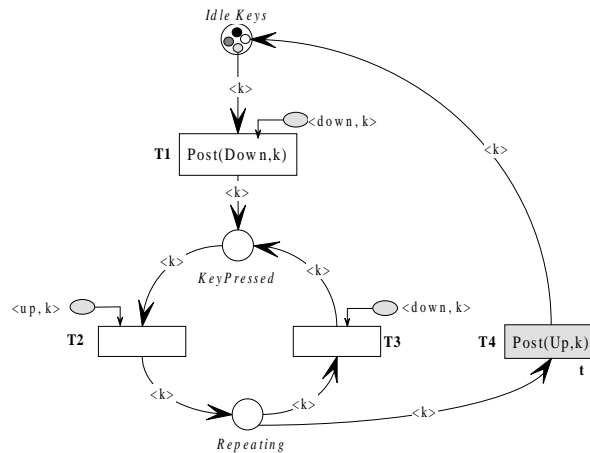 Idle Keys
<k>
<down,k>
T1 Post(Down,k)
<k>
<k>
<k>
<k>
KeyPressed
<up,k>
<down,k>
T2
T3
T4 Post(Up,k)
t
<k>
<k>
<k>
Repeating